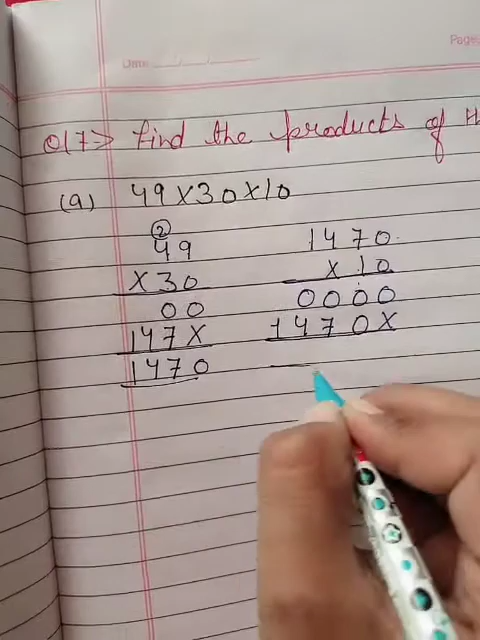 Page
Date
Q17=> find the products of
(a) 49X30X10
2
49
X30
00
147X
1470
1470
X10
0000
1470X